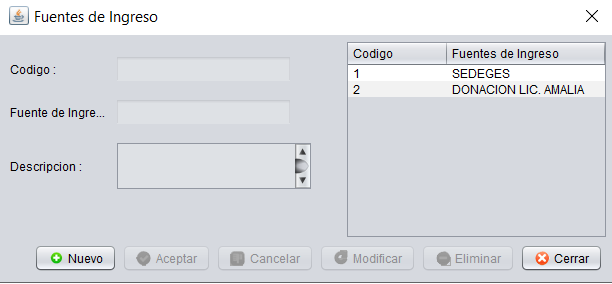 Fuentes de Ingreso
Codigo :
Fuente de Ingre...
Descripcion :
Codigo Fuentes de Ingreso
1 SEDEGES
2 DONACION LIC. AMALIA
Nuevo Aceptar Cancelar Modificar Eliminar Cerrar